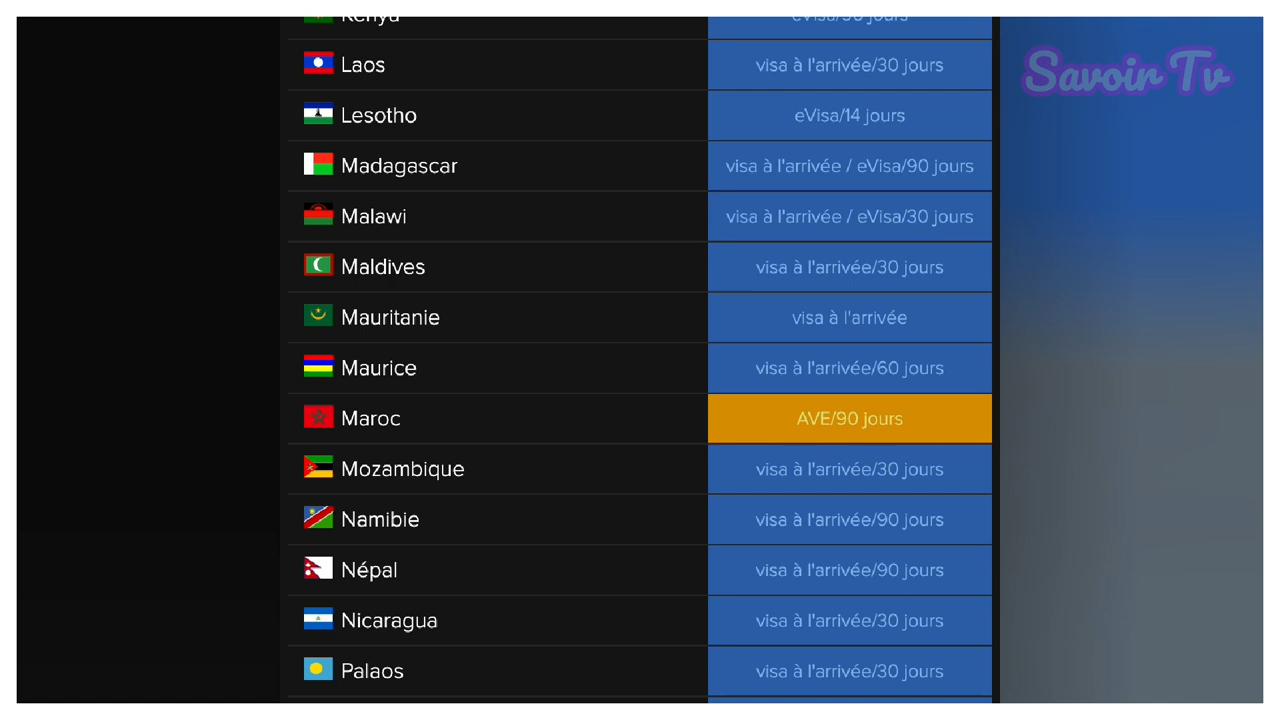 Kenya
Savoir Tv
Laos visa à l'arrivée/30 jours
Lesotho eVisa/14 jours
Madagascar visa à l'arrivée / eVisa/90 jours
Malawi visa à l'arrivée / eVisa/30 jours
Maldives visa à l'arrivée/30 jours
Mauritanie visa à l'arrivée
Maurice visa à l'arrivée/60 jours
Maroc AVE/90 jours
Mozambique visa à l'arrivée/30 jours
Namibie visa à l'arrivée/90 jours
Népal visa à l'arrivée/90 jours
Nicaragua visa à l'arrivée/30 jours
Palaos visa à l'arrivée/30 jours